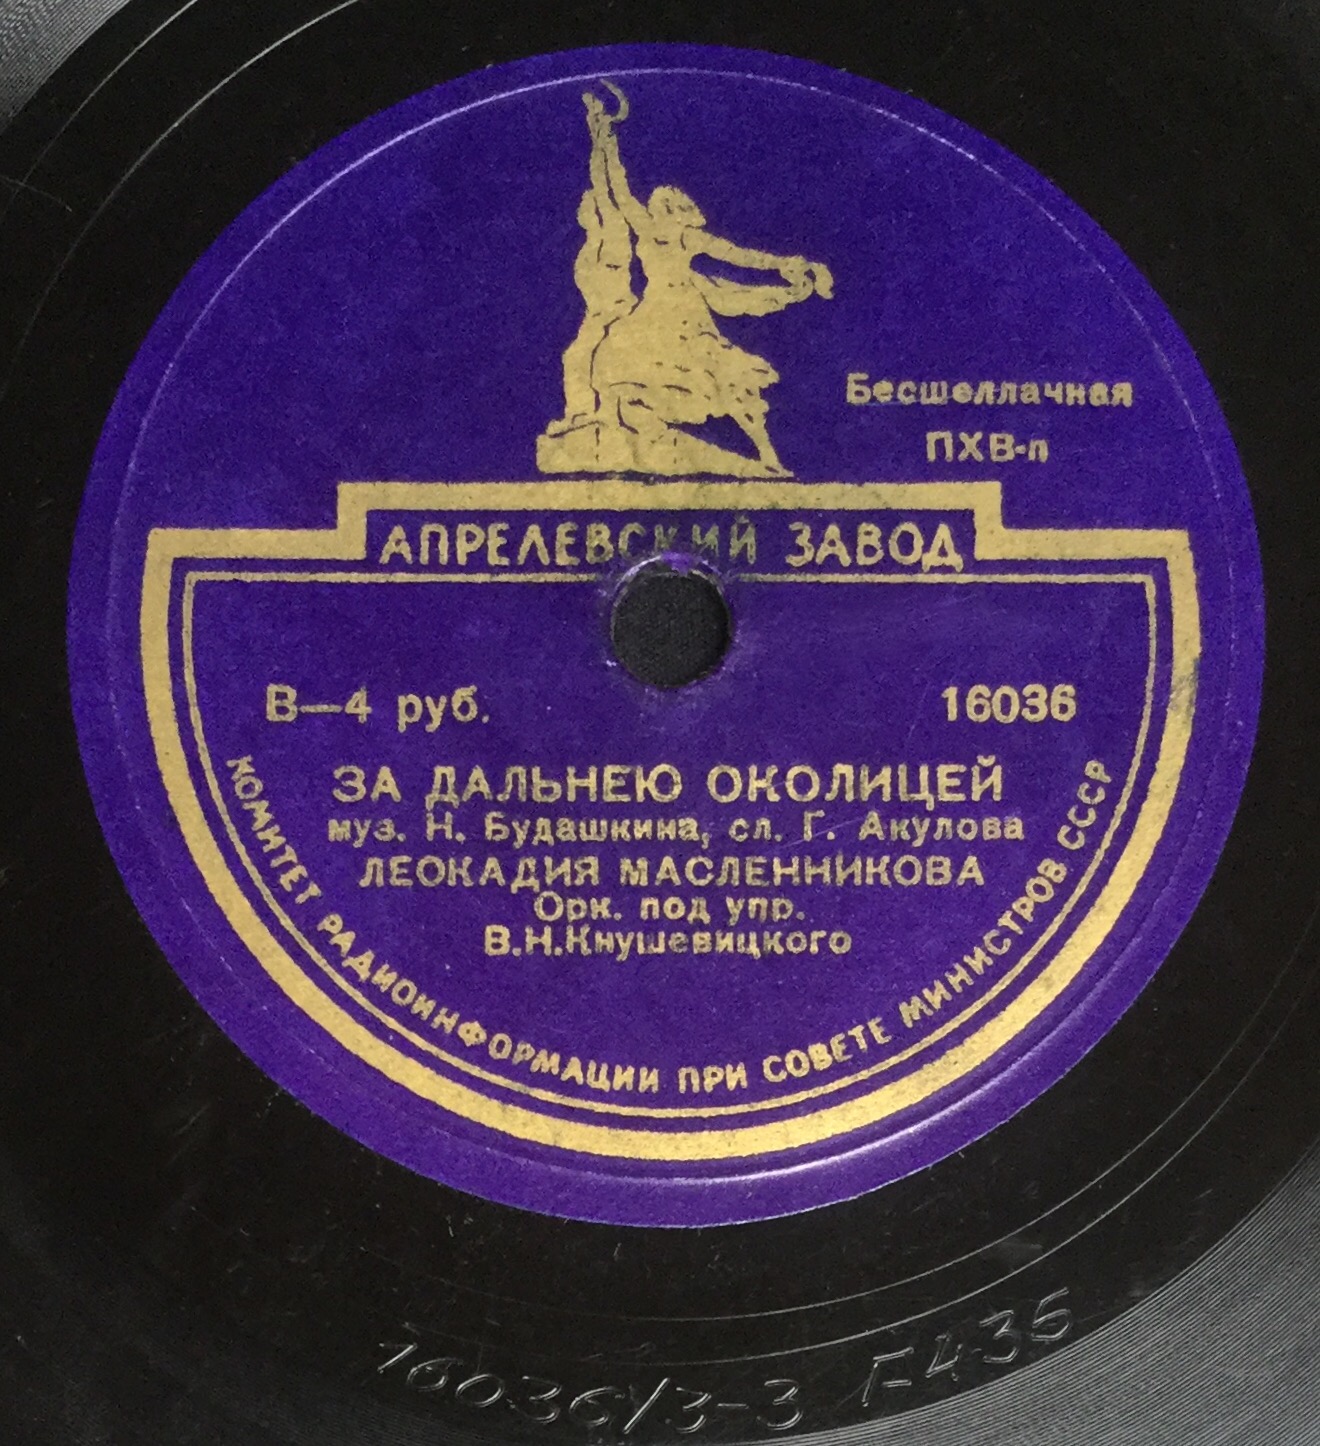 Бесшеллачная
ПХВ-п
АПРЕЛЕВСКИЙ ЗАВОД
В—4 руб.
16036
ЗА ДАЛЬНЕЮ ОКОЛИЦЕЙ
муз. Н. Будашкина, сл. Г. Акулова
ЛЕОКАДИЯ МАСЛЕННИКОВА
Орк. под упр.
В.Н.Кнушевицкого
КОМИТЕТ РАДИОИНФОРМАЦИИ ПРИ СОВЕТЕ МИНИСТРОВ СССР
16036/3-3 Г-435